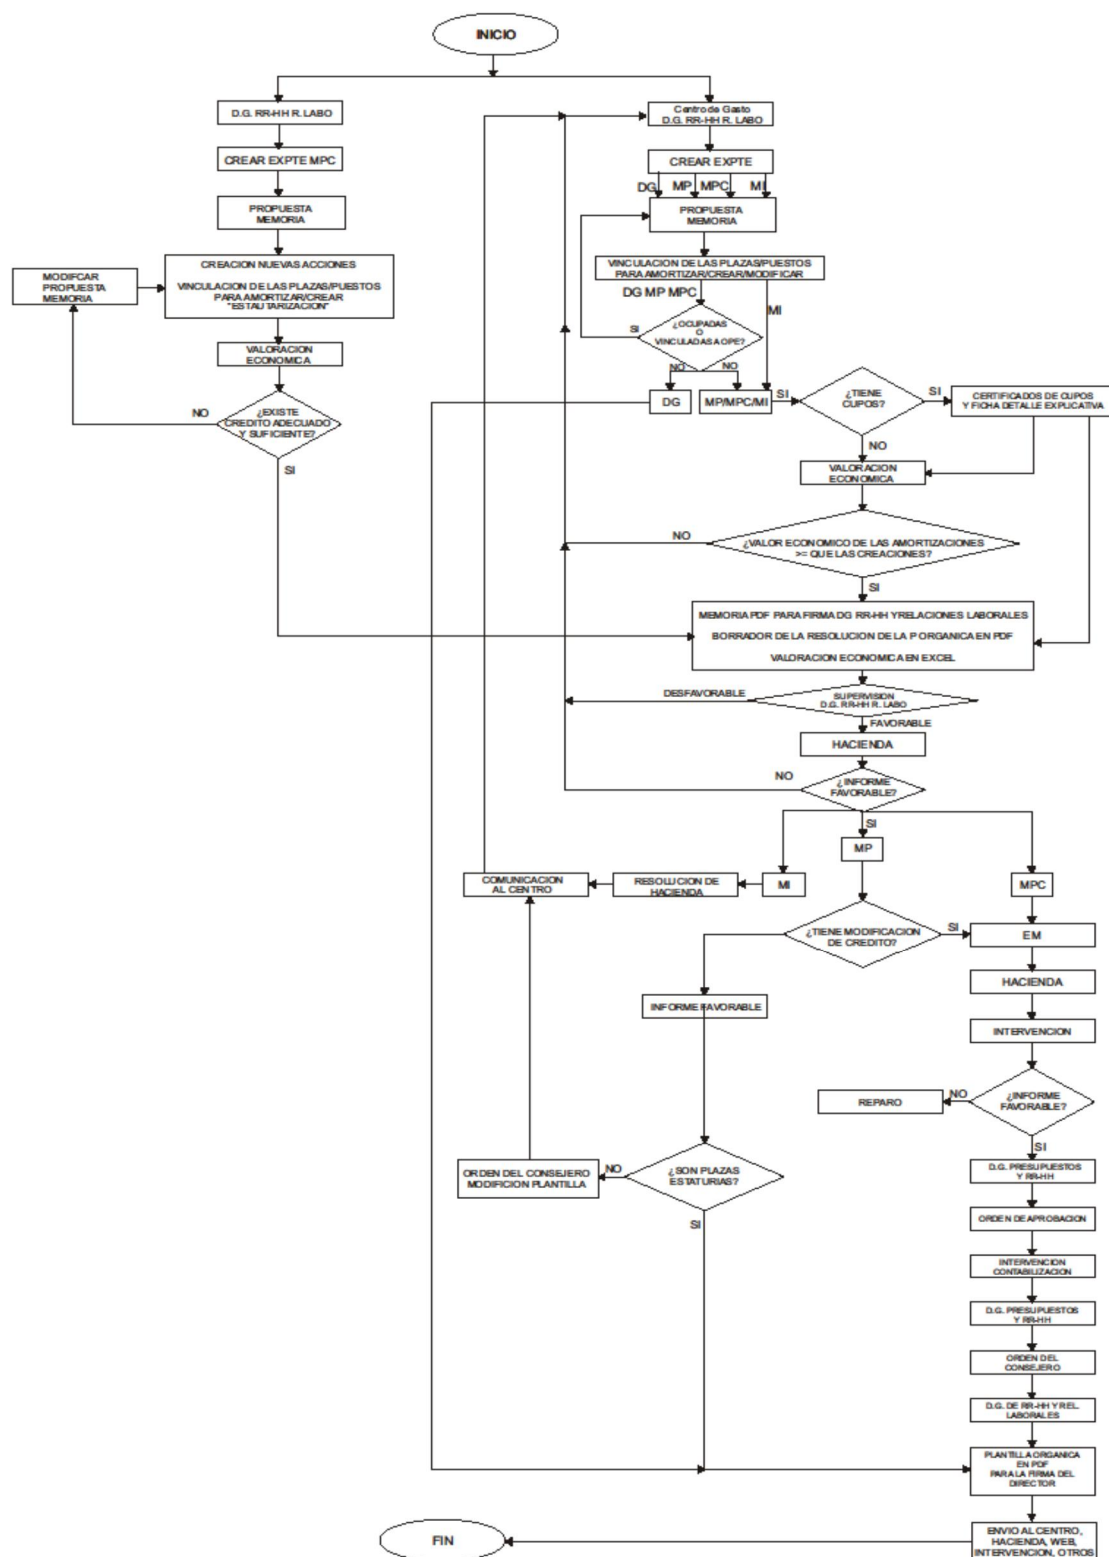 INICIO
D.G. RR-HH R. LABO
CREAR EXPTE MPC
PROPUESTA
MEMORIA
CREACION NUEVAS ACCIONES
VINCULACION DE LAS PLAZAS/PUESTOS
PARA AMORTIZAR/CREAR
"ESTAUTARIZACION"
MODIFCAR
PROPUESTA
MEMORIA
VALORACION
ECONOMICA
NO
¿EXISTE
CREDITO ADECUADO
Y SUFICIENTE?
SI
Centro de Gasto
D.G. RR-HH R. LABO
CREAR EXPTE
DG MP MPC MI
PROPUESTA
MEMORIA
VINCULACION DE LAS PLAZAS/PUESTOS
PARA AMORTIZAR/CREAR/MODIFICAR
DG MP MPC
MI
SI
¿OCUPADAS
O
VINCULADAS A OPE?
NO NO
DG
MP/MPC/MI
SI
¿TIENE
CUPOS?
SI
CERTIFICADOS DE CUPOS
Y FICHA DETALLE EXPLICATIVA
NO
VALORACION
ECONOMICA
NO
¿VALOR ECONOMICO DE LAS AMORTIZACIONES
>= QUE LAS CREACIONES?
SI
MEMORIA PDF PARA FIRMA DG RR-HH Y RELACIONES LABORALES
BORRADOR DE LA RESOLUCION DE LA P ORGANICA EN PDF
VALORACION ECONOMICA EN EXCEL
DESFAVORABLE
SUPERVISION
D.G. RR-HH R. LABO
FAVORABLE
HACIENDA
NO
¿INFORME
FAVORABLE?
SI
MP
COMUNICACION
AL CENTRO
RESOLUCION DE
HACIENDA
MI
MPC
¿TIENE MODIFICACION
DE CREDITO?
SI
EM
HACIENDA
INFORME FAVORABLE
INTERVENCION
REPARO
NO
¿INFORME
FAVORABLE?
SI
ORDEN DEL CONSEJERO
MODIFICION PLANTILLA
NO
¿SON PLAZAS
ESTATURIAS?
SI
D.G. PRESUPUESTOS
Y RR-HH
ORDEN DE APROBACION
INTERVENCION
CONTABILIZACION
D.G. PRESUPUESTOS
Y RR-HH
ORDEN DEL
CONSEJERO
D.G. DE RR-HH Y REL.
LABORALES
PLANTILLA ORGANICA
EN PDF
PARA LA FIRMA DEL
DIRECTOR
ENVIO AL CENTRO,
HACIENDA, WEB,
INTERVENCION, OTROS
FIN